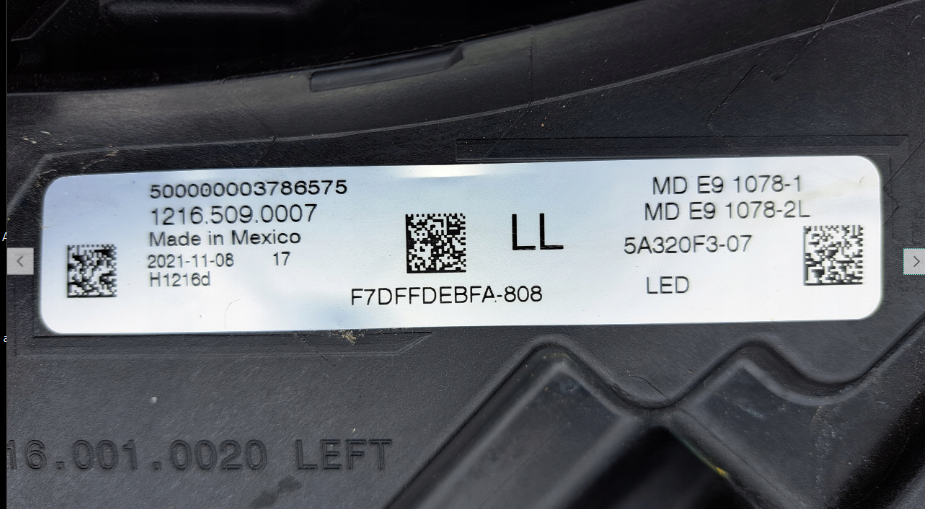 500000003786575
1216.509.0007
Made in Mexico
2021-11-08 17
H1216d
F7DFFDEBFA-808
LL
MD E9 1078-1
MD E9 1078-2L
5A320F3-07
LED
16.001.0020 LEFT